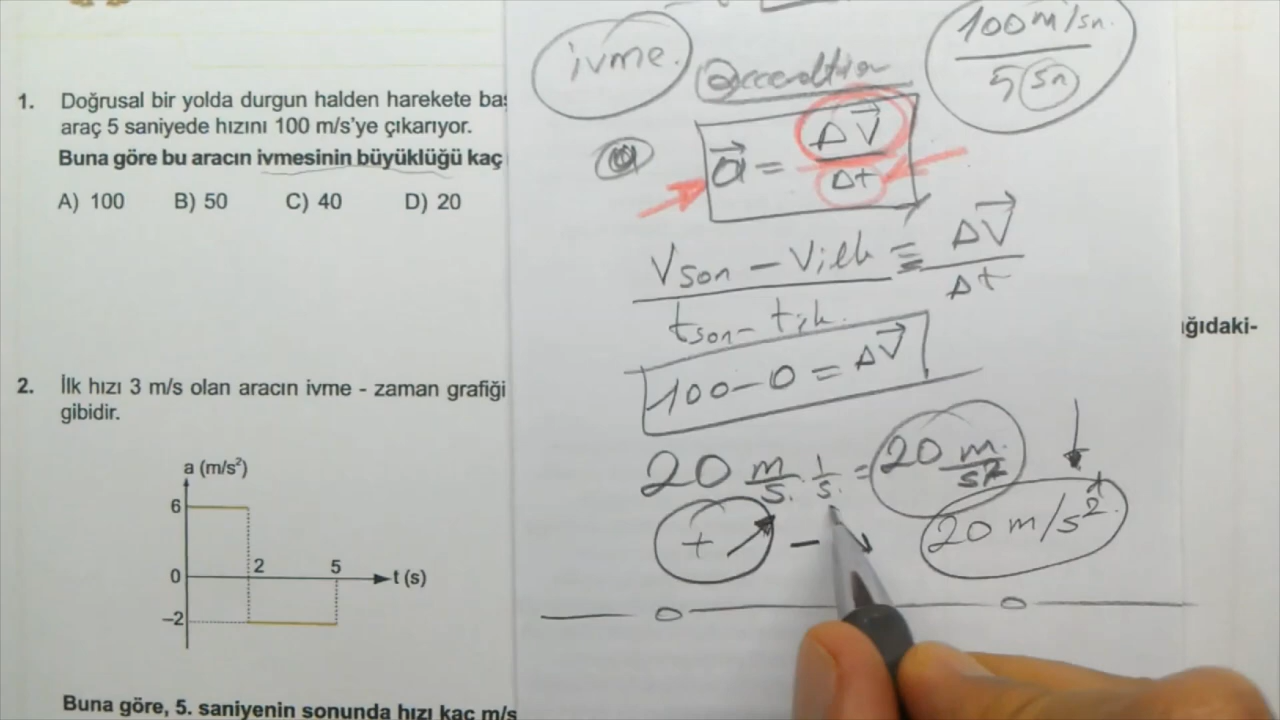 1. Doğrusal bir yolda durgun halden harekete baş
araç 5 saniyede hızını 100 m/s'ye çıkarıyor.
Buna göre bu aracın ivmesinin büyüklüğü kaç
A) 100 B) 50 C) 40 D) 20
2. İlk hızı 3 m/s olan aracın ivme - zaman grafiği
gibidir.
a (m/s²)
6
0
2
5
t (s)
–2
Buna göre, 5. saniyenin sonunda hızı kaç m/s
ivme.
100 m/sn.
5 sn
a = ΔV
Δt
Vson – Vilk = ΔV
tson – tilk. Δt
100 – 0 = ΔV
20 m/s. 1/s. = 20 m/s²
20 m/s²
+ –
ığıdaki-